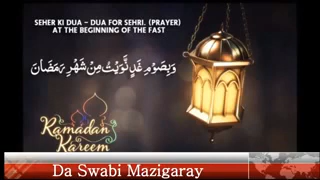 SEHER KI DUA - DUA FOR SEHRI. (PRAYER)
AT THE BEGINNING OF THE FAST
وَبِصَوْمِ غَدٍ نَّوَيْتُ مِنْ شَهْرِ رَمَضَانَ
Ramadan
Kareem
Da Swabi Mazigaray